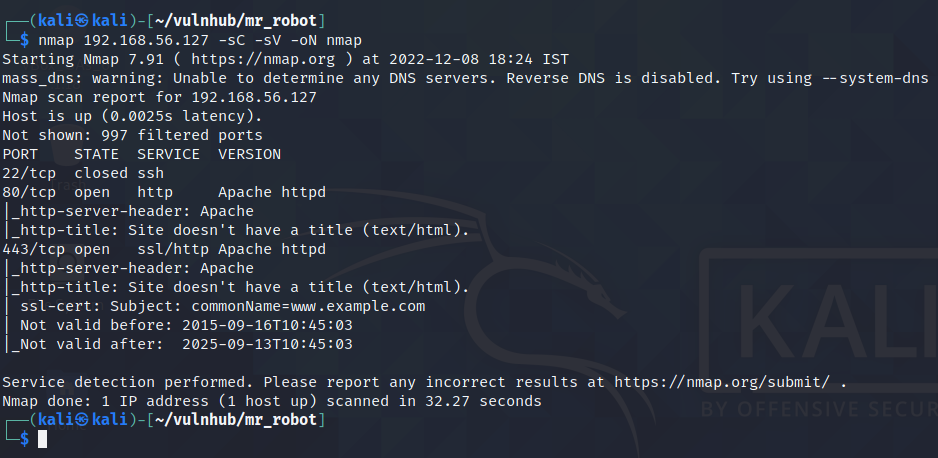 ┌──(kali㉿kali)-[~/vulnhub/mr_robot]
└─$ nmap 192.168.56.127 -sC -sV -oN nmap
Starting Nmap 7.91 ( https://nmap.org ) at 2022-12-08 18:24 IST
mass_dns: warning: Unable to determine any DNS servers. Reverse DNS is disabled. Try using --system-dns
Nmap scan report for 192.168.56.127
Host is up (0.0025s latency).
Not shown: 997 filtered ports
PORT    STATE  SERVICE  VERSION
22/tcp  closed ssh
80/tcp  open   http     Apache httpd
|_http-server-header: Apache
|_http-title: Site doesn't have a title (text/html).
443/tcp open   ssl/http Apache httpd
|_http-server-header: Apache
|_http-title: Site doesn't have a title (text/html).
| ssl-cert: Subject: commonName=www.example.com
| Not valid before: 2015-09-16T10:45:03
|_Not valid after:  2025-09-13T10:45:03
KALI
Service detection performed. Please report any incorrect results at https://nmap.org/submit/ .
Nmap done: 1 IP address (1 host up) scanned in 32.27 seconds
BY OFFENSIVE SECUR
┌──(kali㉿kali)-[~/vulnhub/mr_robot]
└─$